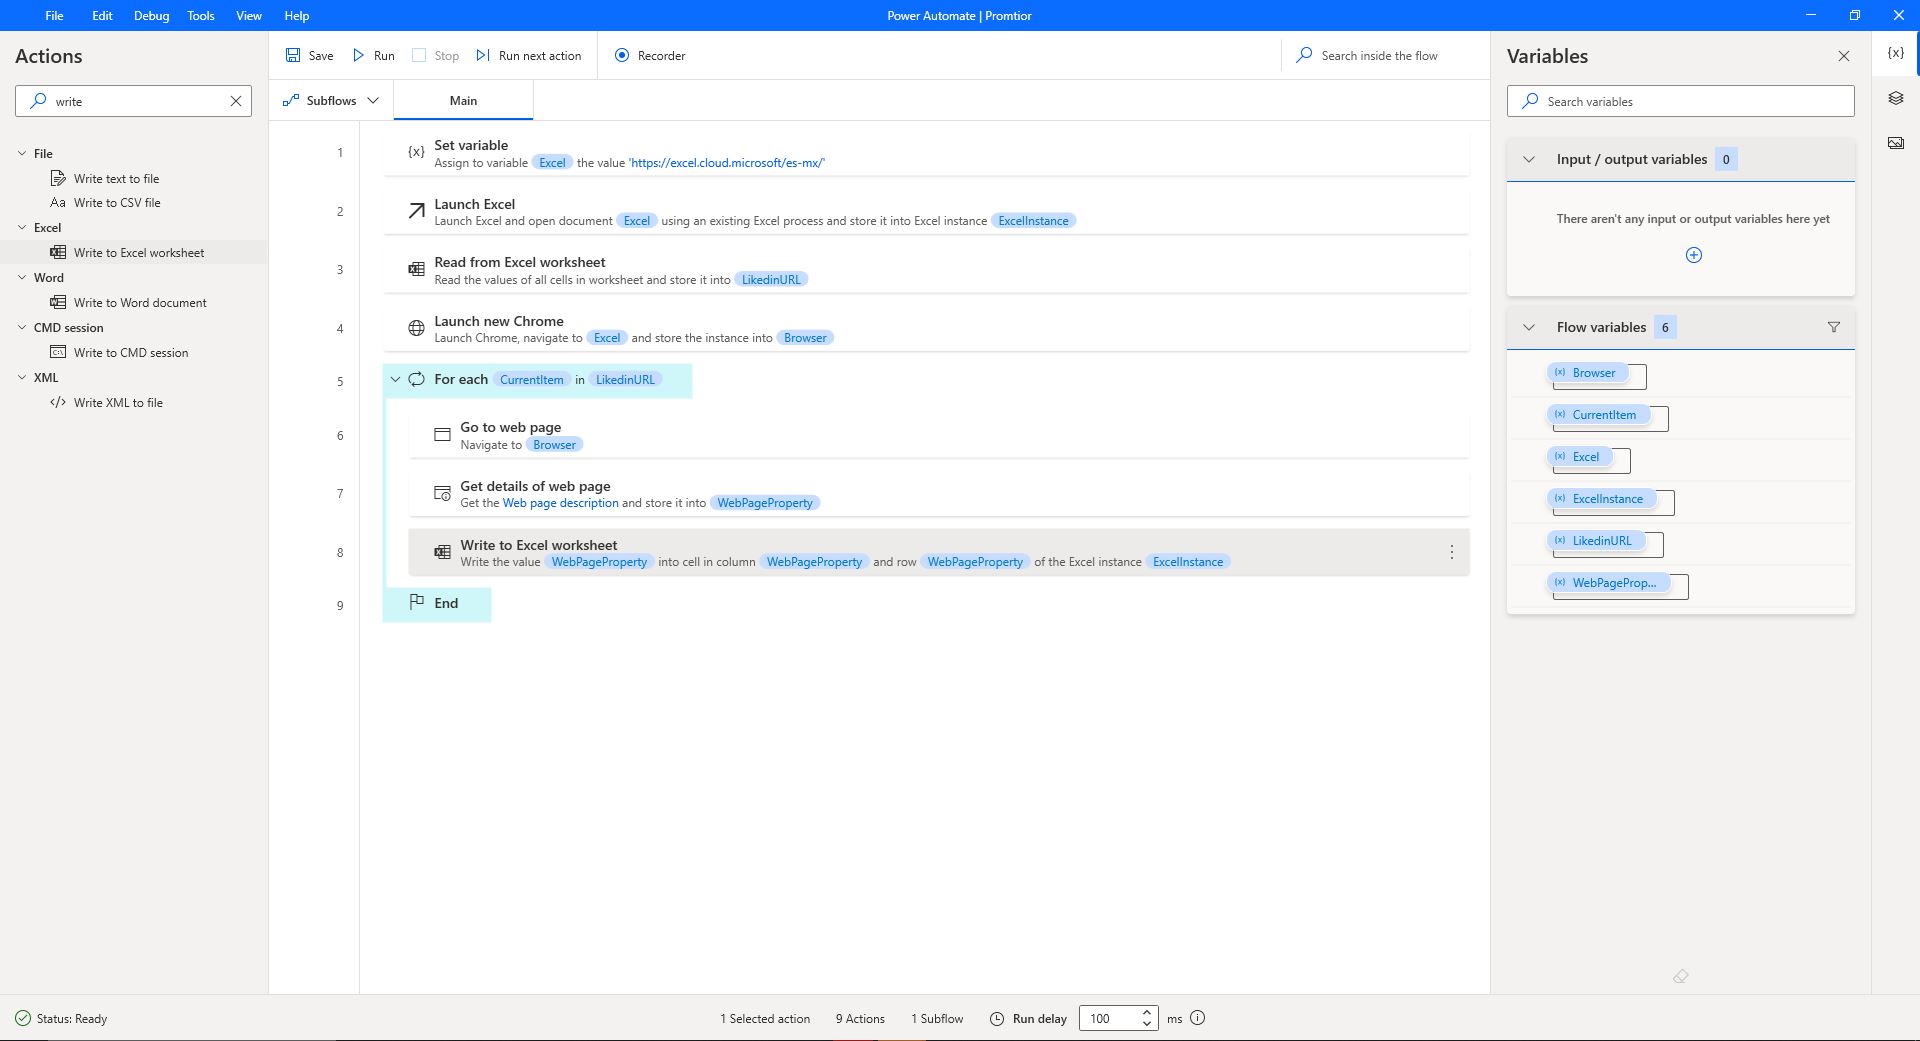 File Edit Debug Tools View Help
Power Automate | Promtior
Actions
write
File
Write text to file
Aa Write to CSV file
Excel
Write to Excel worksheet
Word
Write to Word document
CMD session
Write to CMD session
XML
</> Write XML to file
Save Run Stop Run next action Recorder
Search inside the flow
Subflows Main
1
{x} Set variable
Assign to variable Excel the value 'https://excel.cloud.microsoft/es-mx/'
2
Launch Excel
Launch Excel and open document Excel using an existing Excel process and store it into Excel instance ExcelInstance
3
Read from Excel worksheet
Read the values of all cells in worksheet and store it into LikedinURL
4
Launch new Chrome
Launch Chrome, navigate to Excel and store the instance into Browser
5
For each CurrentItem in LikedinURL
6
Go to web page
Navigate to Browser
7
Get details of web page
Get the Web page description and store it into WebPageProperty
8
Write to Excel worksheet
Write the value WebPageProperty into cell in column WebPageProperty and row WebPageProperty of the Excel instance ExcelInstance
9
End
Variables
{x}
Search variables
Input / output variables 0
There aren't any input or output variables here yet
Flow variables 6
(x) Browser
(x) CurrentItem
(x) Excel
(x) ExcelInstance
(x) LikedinURL
(x) WebPageProp...
Status: Ready
1 Selected action 9 Actions 1 Subflow Run delay 100 ms